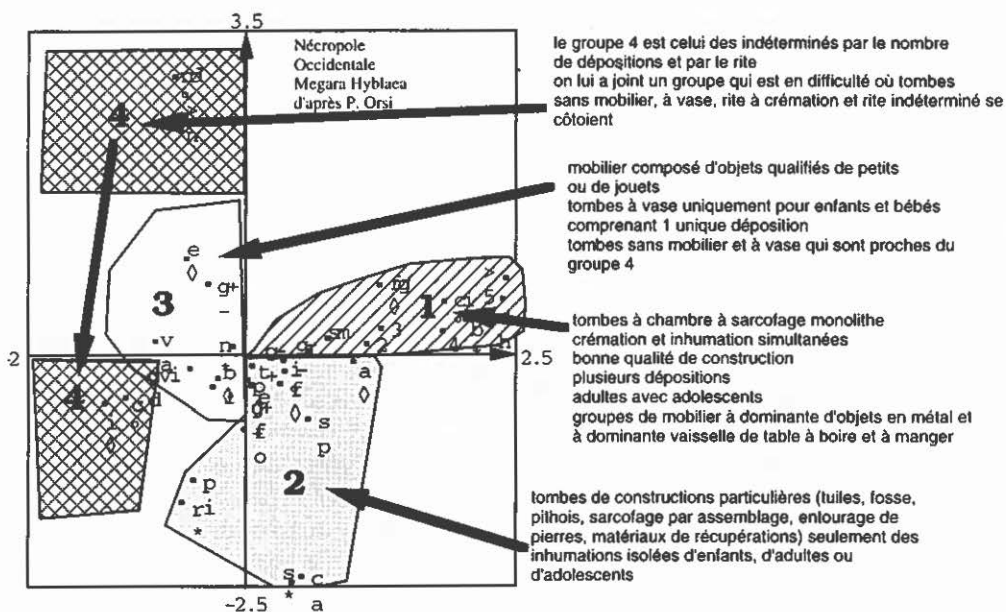 3.5
Nécropole
Occidentale
Megara Hyblaea
d'après P. Orsi
4
3
1
4
2
-2
2.5
-2.5
e
g+
-
v
n
sm
3
5
b
h
a
s
p
p
ri
*
s
c
*
a
le groupe 4 est celui des indéterminés par le nombre
de dépositions et par le rite
on lui a joint un groupe qui est en difficulté où tombes
sans mobilier, à vase, rite à crémation et rite indéterminé se
côtoient
mobilier composé d'objets qualifiés de petits
ou de jouets
tombes à vase uniquement pour enfants et bébés
comprenant 1 unique déposition
tombes sans mobilier et à vase qui sont proches du
groupe 4
tombes à chambre à sarcofage monolithe
crémation et inhumation simultanées
bonne qualité de construction
plusieurs dépositions
adultes avec adolescents
groupes de mobilier à dominante d'objets en métal et
à dominante vaisselle de table à boire et à manger
tombes de constructions particulières (tuiles, fosse,
pithois, sarcofage par assemblage, entourage de
pierres, matériaux de récupérations) seulement des
inhumations isolées d'enfants, d'adultes ou
d'adolescents